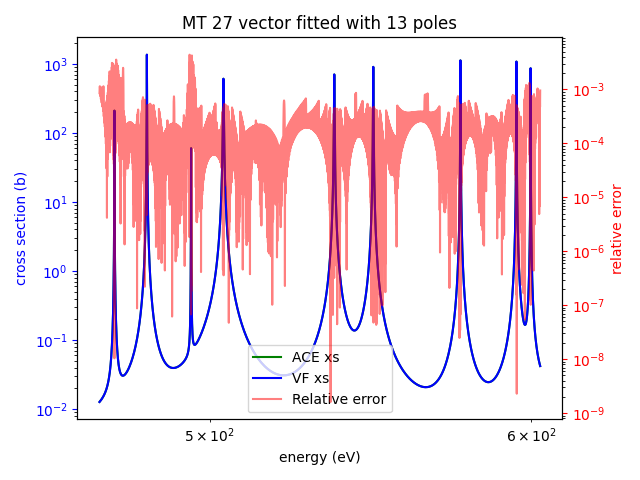 MT 27 vector fitted with 13 poles
cross section (b)
10³
10²
10¹
10⁰
10⁻¹
10⁻²
10⁻³
10⁻⁴
10⁻⁵
10⁻⁶
10⁻⁷
10⁻⁸
10⁻⁹
relative error
ACE xs
VF xs
Relative error
5 × 10²
6 × 10²
energy (eV)